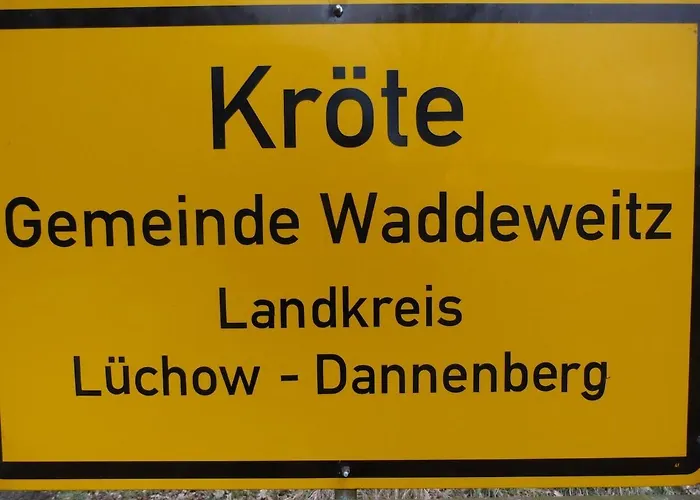 Kröte
Gemeinde Waddeweitz
Landkreis
Lüchow - Dannenberg